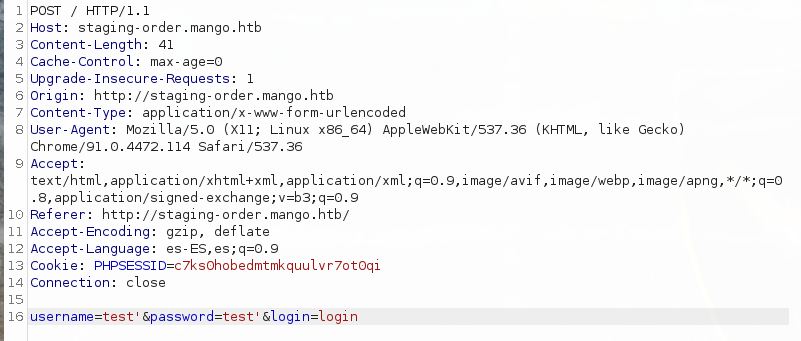 1 POST / HTTP/1.1
2 Host: staging-order.mango.htb
3 Content-Length: 41
4 Cache-Control: max-age=0
5 Upgrade-Insecure-Requests: 1
6 Origin: http://staging-order.mango.htb
7 Content-Type: application/x-www-form-urlencoded
8 User-Agent: Mozilla/5.0 (X11; Linux x86_64) AppleWebKit/537.36 (KHTML, like Gecko)
Chrome/91.0.4472.114 Safari/537.36
9 Accept:
text/html,application/xhtml+xml,application/xml;q=0.9,image/avif,image/webp,image/apng,*/*;q=0
.8,application/signed-exchange;v=b3;q=0.9
10 Referer: http://staging-order.mango.htb/
11 Accept-Encoding: gzip, deflate
12 Accept-Language: es-ES,es;q=0.9
13 Cookie: PHPSESSID=c7ks0hobedmtmkquulvr7ot0qi
14 Connection: close
15
16 username=test'&password=test'&login=login